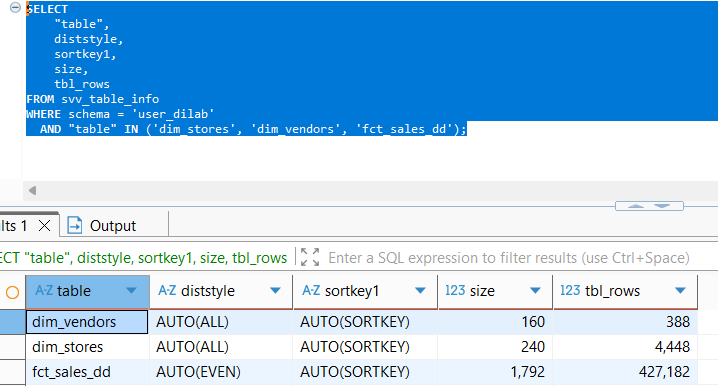 SELECT
"table",
diststyle,
sortkey1,
size,
tbl_rows
FROM svv_table_info
WHERE schema = 'user_dilab'
AND "table" IN ('dim_stores', 'dim_vendors', 'fct_sales_dd');
lts 1 Output
ECT "table", diststyle, sortkey1, size, tbl_rows Enter a SQL expression to filter results (use Ctrl+Space)
A-Z table A-Z diststyle A-Z sortkey1 123 size 123 tbl_rows
dim_vendors AUTO(ALL) AUTO(SORTKEY) 160 388
dim_stores AUTO(ALL) AUTO(SORTKEY) 240 4,448
fct_sales_dd AUTO(EVEN) AUTO(SORTKEY) 1,792 427,182